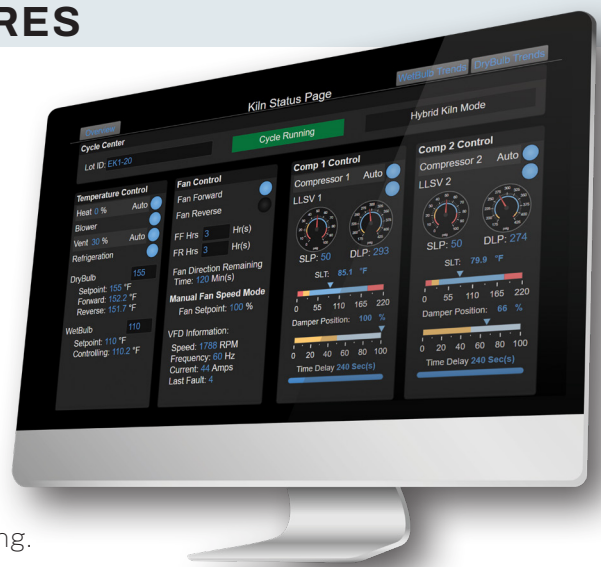 RES
Kiln Status Page
WetBulb Trends
DryBulb Trends
Overview
Cycle Center
Lot ID: EK1-20
Cycle Running
Hybrid Kiln Mode
Temperature Control
Heat 0 % Auto
Blower
Vent 30 % Auto
Refrigeration
DryBulb 155
Setpoint: 155 °F
Forward: 152.2 °F
Reverse: 151.7 °F
WetBulb 110
Setpoint: 110 °F
Controlling: 110.2 °F
Fan Control
Fan Forward
Fan Reverse
FF Hrs 3 Hr(s)
FR Hrs 3 Hr(s)
Fan Direction Remaining
Time: 120 Min(s)
Manual Fan Speed Mode
Fan Setpoint: 100 %
VFD Information:
Speed: 1788 RPM
Frequency: 60 Hz
Current: 44 Amps
Last Fault: 4
Comp 1 Control
Compressor 1 Auto
LLSV 1
SLP: 50 DLP: 293
SLT: 85.1 °F
0 55 110 165 220
Damper Position: 100 %
0 20 40 60 80 100
Time Delay 240 Sec(s)
Comp 2 Control
Compressor 2 Auto
LLSV 2
SLP: 50 DLP: 274
SLT: 79.9 °F
0 55 110 165 220
Damper Position: 66 %
0 20 40 60 80 100
Time Delay 240 Sec(s)
ng.